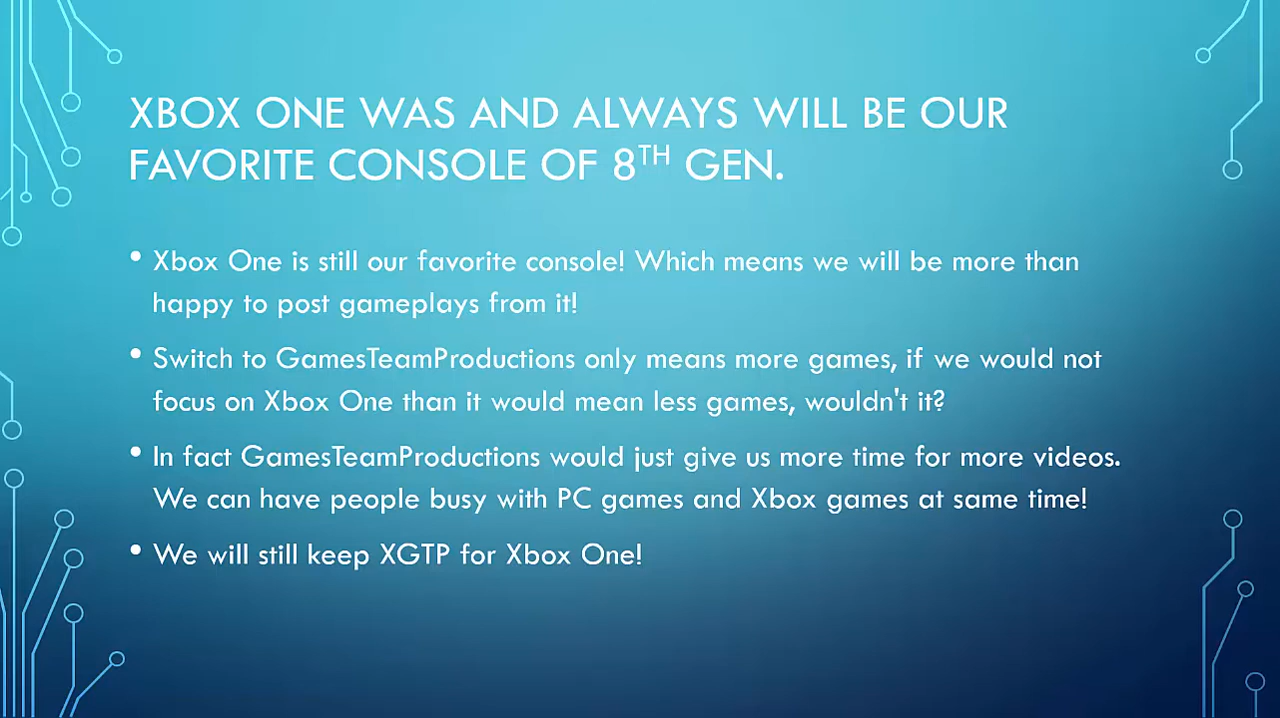 XBOX ONE WAS AND ALWAYS WILL BE OUR
FAVORITE CONSOLE OF 8TH GEN.
• Xbox One is still our favorite console! Which means we will be more than
happy to post gameplays from it!
• Switch to GamesTeamProductions only means more games, if we would not
focus on Xbox One than it would mean less games, wouldn't it?
• In fact GamesTeamProductions would just give us more time for more videos.
We can have people busy with PC games and Xbox games at same time!
• We will still keep XGTP for Xbox One!